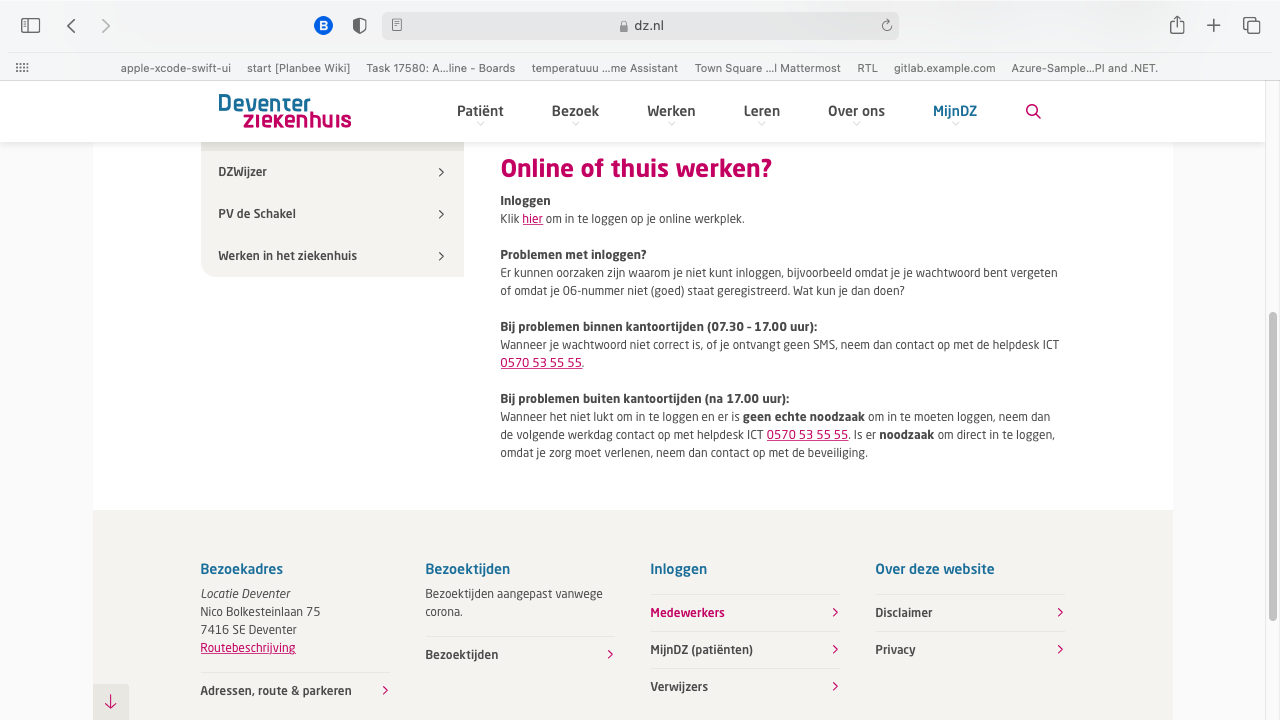 dz.nl
apple-xcode-swift-ui start [Planbee Wiki] Task 17580: A...line - Boards temperatuuu ...me Assistant Town Square ...l Mattermost RTL gitlab.example.com Azure-Sample...PI and .NET.
Deventer
ziekenhuis
Patiënt Bezoek Werken Leren Over ons MijnDZ
DZWijzer
PV de Schakel
Werken in het ziekenhuis
Online of thuis werken?
Inloggen
Klik hier om in te loggen op je online werkplek.
Problemen met inloggen?
Er kunnen oorzaken zijn waarom je niet kunt inloggen, bijvoorbeeld omdat je je wachtwoord bent vergeten
of omdat je 06-nummer niet (goed) staat geregistreerd. Wat kun je dan doen?
Bij problemen binnen kantoortijden (07.30 – 17.00 uur):
Wanneer je wachtwoord niet correct is, of je ontvangt geen SMS, neem dan contact op met de helpdesk ICT
0570 53 55 55.
Bij problemen buiten kantoortijden (na 17.00 uur):
Wanneer het niet lukt om in te loggen en er is geen echte noodzaak om in te moeten loggen, neem dan
de volgende werkdag contact op met helpdesk ICT 0570 53 55 55. Is er noodzaak om direct in te loggen,
omdat je zorg moet verlenen, neem dan contact op met de beveiliging.
Bezoekadres
Locatie Deventer
Nico Bolkesteinlaan 75
7416 SE Deventer
Routebeschrijving
Adressen, route & parkeren
Bezoektijden
Bezoektijden aangepast vanwege
corona.
Bezoektijden
Inloggen
Medewerkers
MijnDZ (patiënten)
Verwijzers
Over deze website
Disclaimer
Privacy